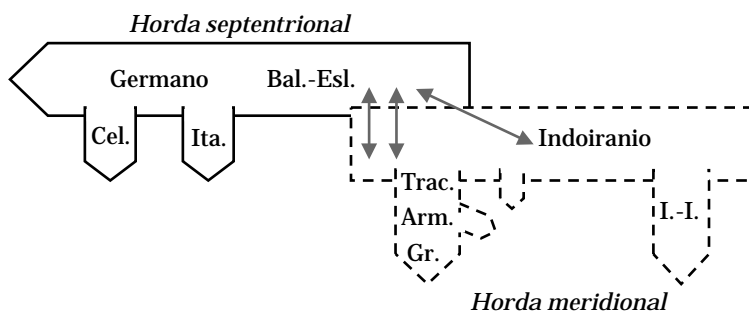 Horda septentrional
Germano
Bal.-Esl.
Cel.
Ita.
Indoiranio
Trac.
Arm.
Gr.
I.-I.
Horda meridional